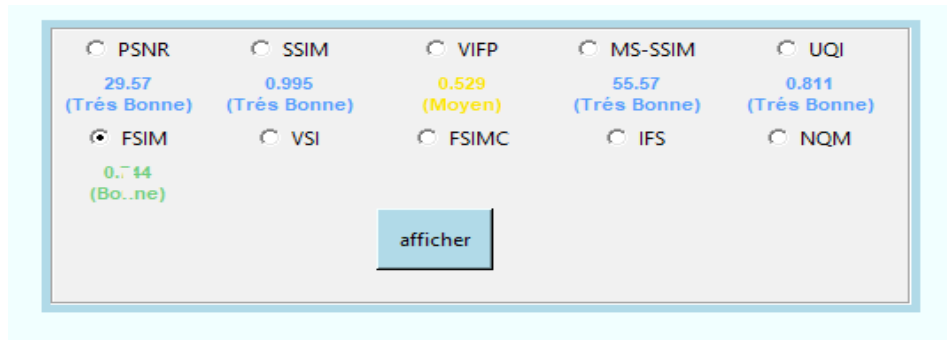 PSNR SSIM VIFP MS-SSIM UQI
29.57 0.995 0.529 55.57 0.811
(Trés Bonne) (Trés Bonne) (Moyen) (Trés Bonne) (Trés Bonne)
FSIM VSI FSIMC IFS NQM
afficher